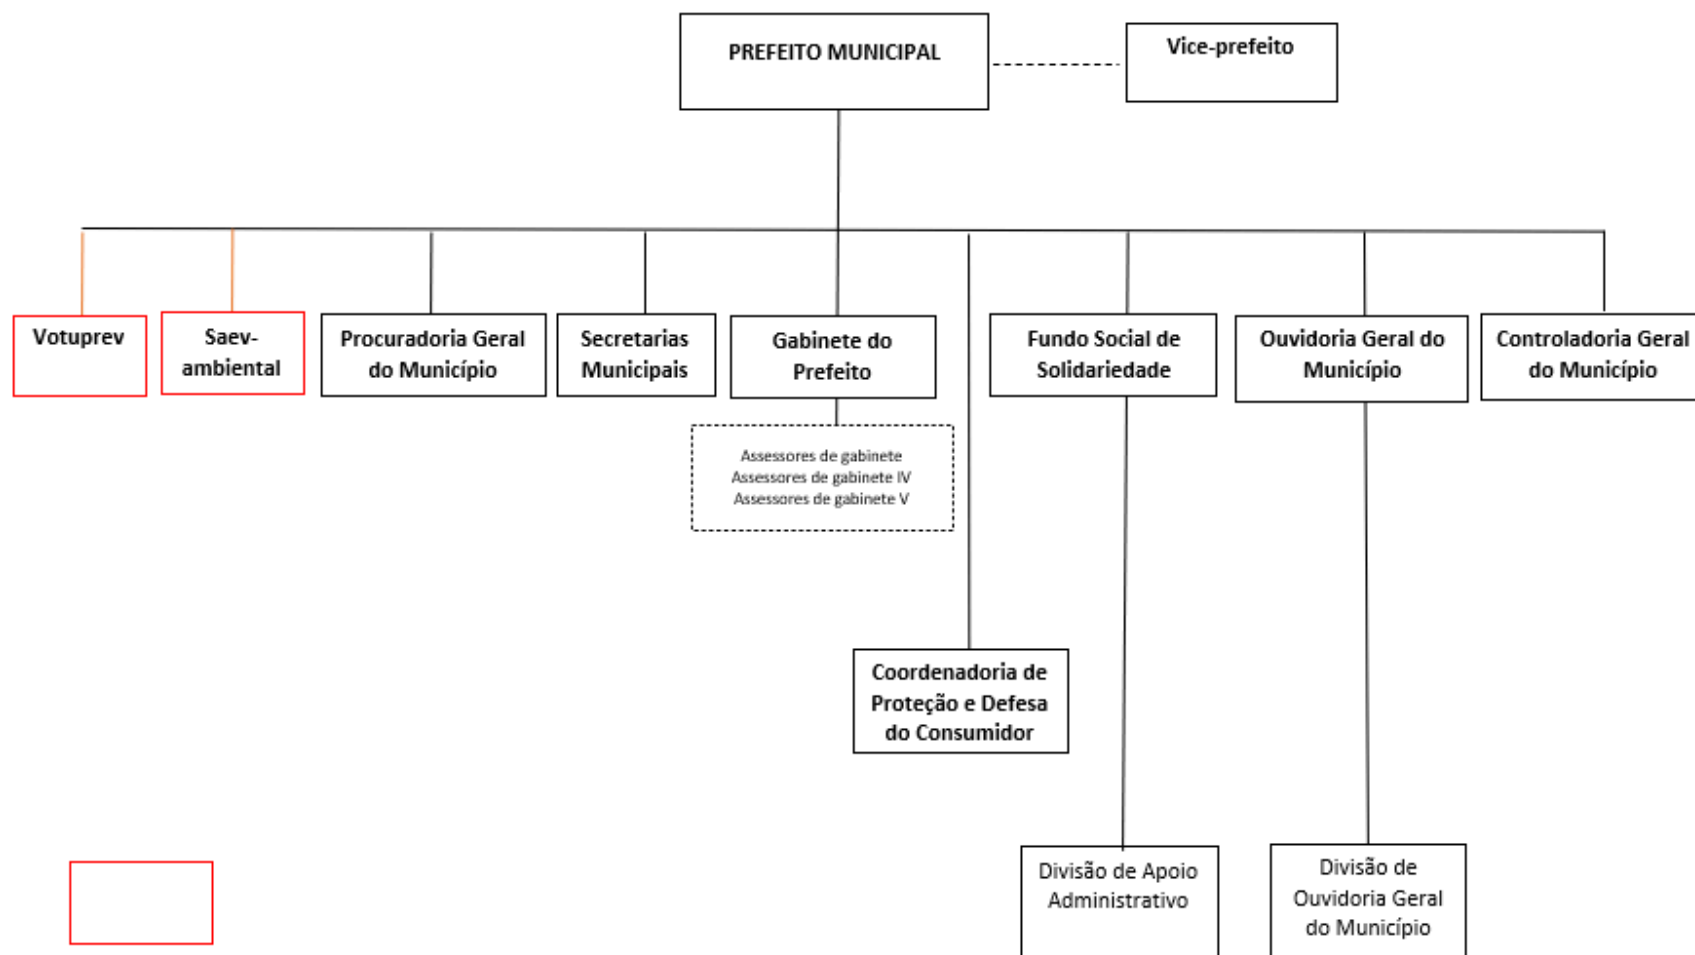 PREFEITO MUNICIPAL
Vice-prefeito
Votuprev
Saev-
ambiental
Procuradoria Geral
do Município
Secretarias
Municipais
Gabinete do
Prefeito
Fundo Social de
Solidariedade
Ouvidoria Geral do
Município
Controladoria Geral
do Município
Assessores de gabinete
Assessores de gabinete IV
Assessores de gabinete V
Coordenadoria de
Proteção e Defesa
do Consumidor
Divisão de Apoio
Administrativo
Divisão de
Ouvidoria Geral
do Município